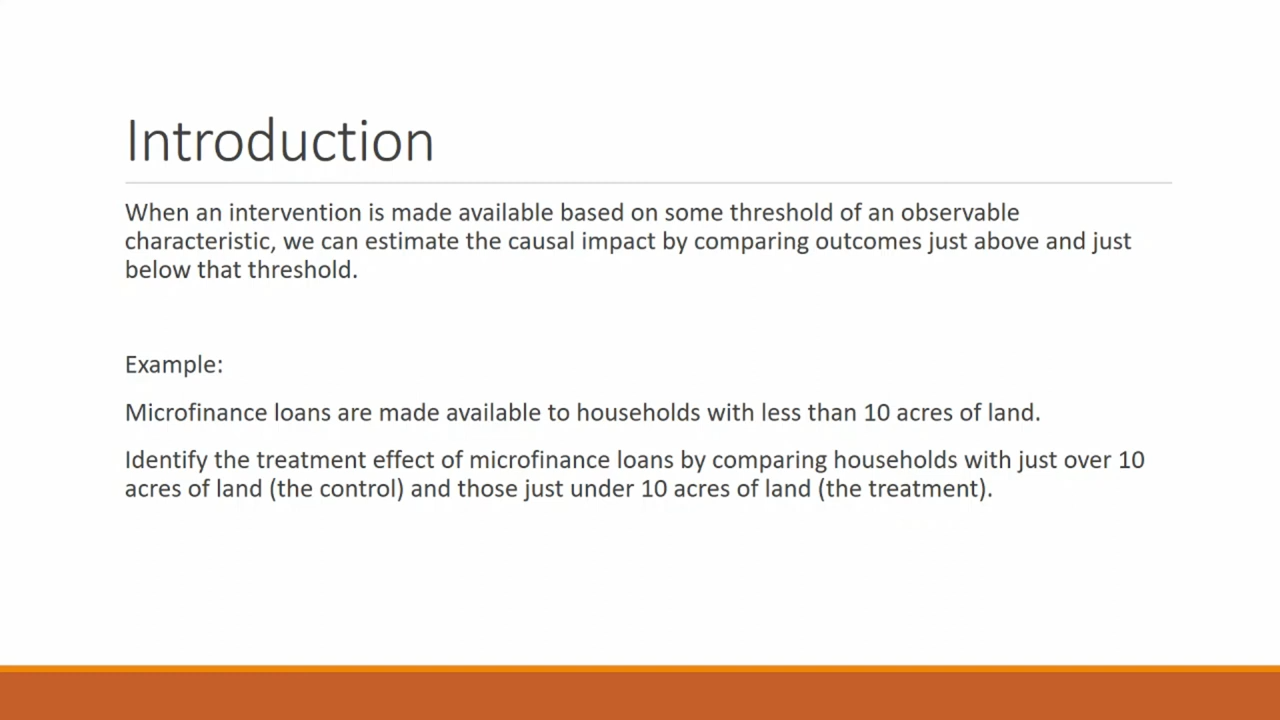 Introduction
When an intervention is made available based on some threshold of an observable
characteristic, we can estimate the causal impact by comparing outcomes just above and just
below that threshold.
Example:
Microfinance loans are made available to households with less than 10 acres of land.
Identify the treatment effect of microfinance loans by comparing households with just over 10
acres of land (the control) and those just under 10 acres of land (the treatment).